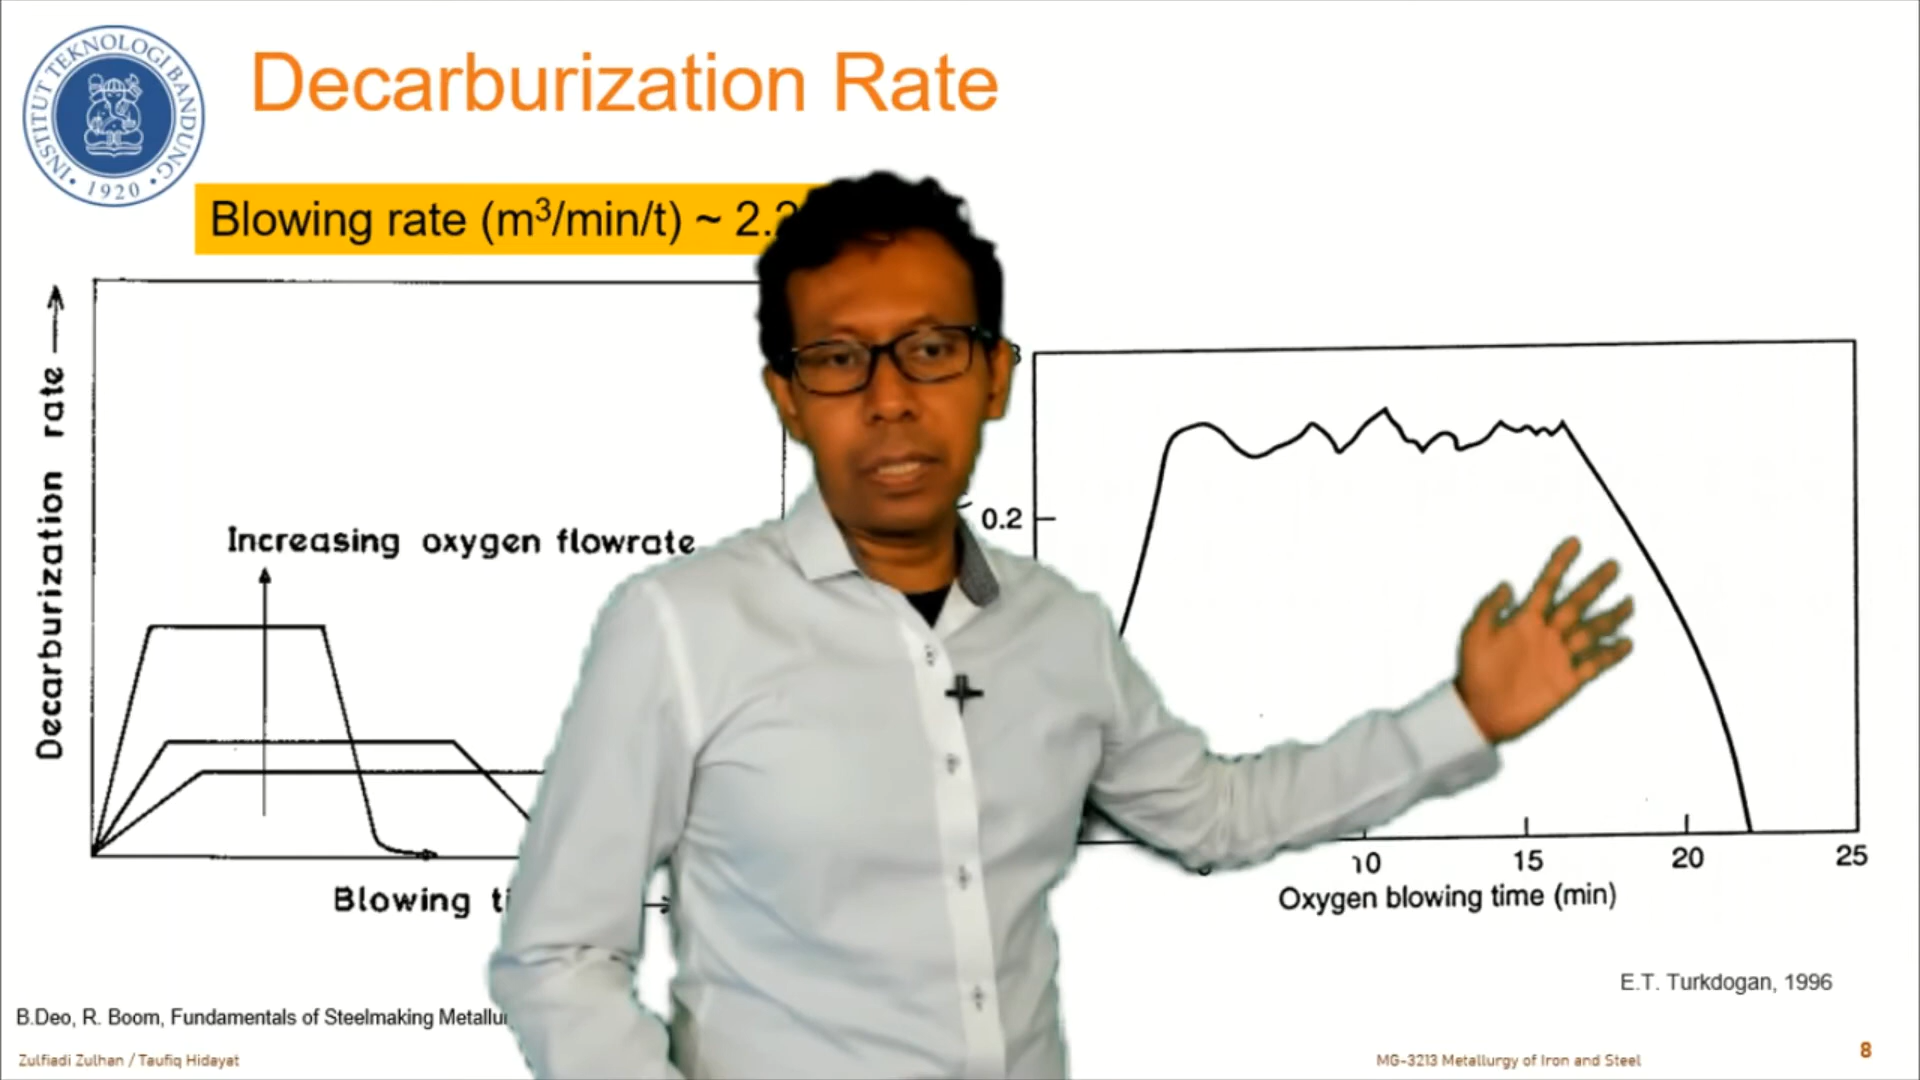 INSTITUT TEKNOLOGI BANDUNG
• 1920 •
Decarburization Rate
Blowing rate (m³/min/t) ~ 2.2
Decarburization rate
Increasing oxygen flowrate
Blowing
0.2
10
15
20
25
Oxygen blowing time (min)
E.T. Turkdogan, 1996
B.Deo, R. Boom, Fundamentals of Steelmaking
Zulfiadi Zulhan / Taufiq Hidayat
MG-3213 Metallurgy of Iron and Steel
8